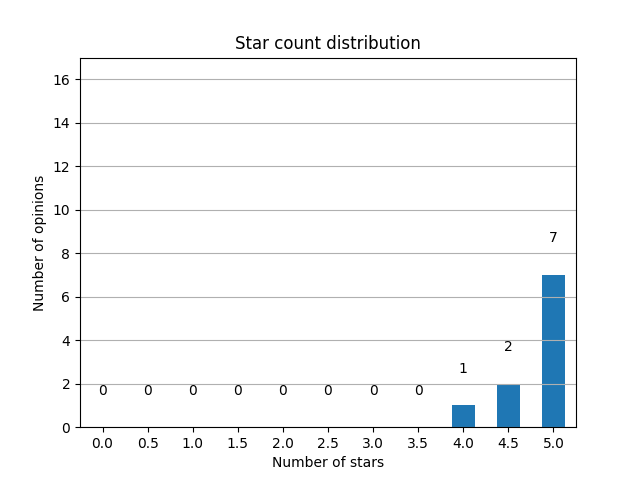 Star count distribution
Number of opinions
16
14
12
10
8
6
4
2
0
7
2
1
0 0 0 0 0 0 0 0
0.0 0.5 1.0 1.5 2.0 2.5 3.0 3.5 4.0 4.5 5.0
Number of stars